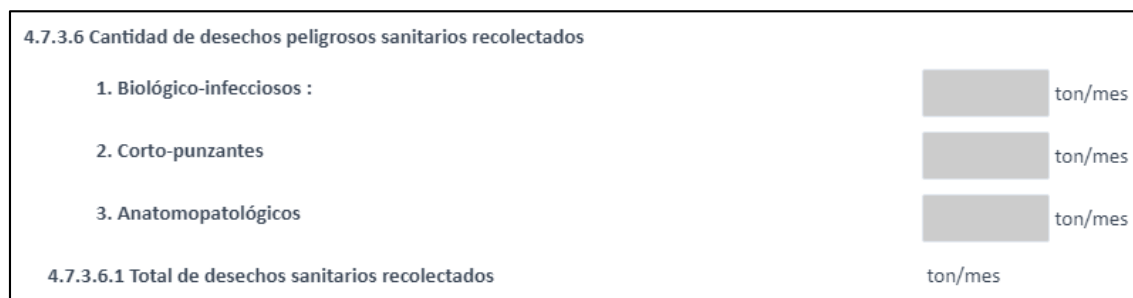 4.7.3.6 Cantidad de desechos peligrosos sanitarios recolectados
1. Biológico-infecciosos : ton/mes
2. Corto-punzantes ton/mes
3. Anatomopatológicos ton/mes
4.7.3.6.1 Total de desechos sanitarios recolectados ton/mes